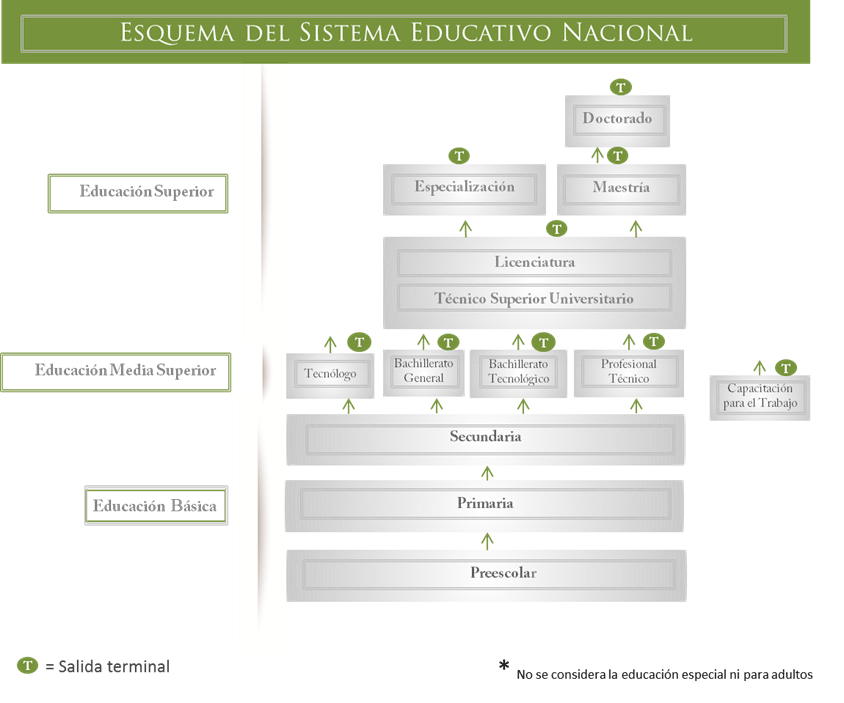 ESQUEMA DEL SISTEMA EDUCATIVO NACIONAL
T
Doctorado
T
T
Educación Superior
Especialización
Maestría
T
Licenciatura
Técnico Superior Universitario
T
T
T
T
Educación Media Superior
Tecnólogo
Bachillerato
General
Bachillerato
Tecnológico
Profesional
Técnico
T
Capacitación
para el Trabajo
Secundaria
Educación Básica
Primaria
Preescolar
T = Salida terminal
* No se considera la educación especial ni para adultos